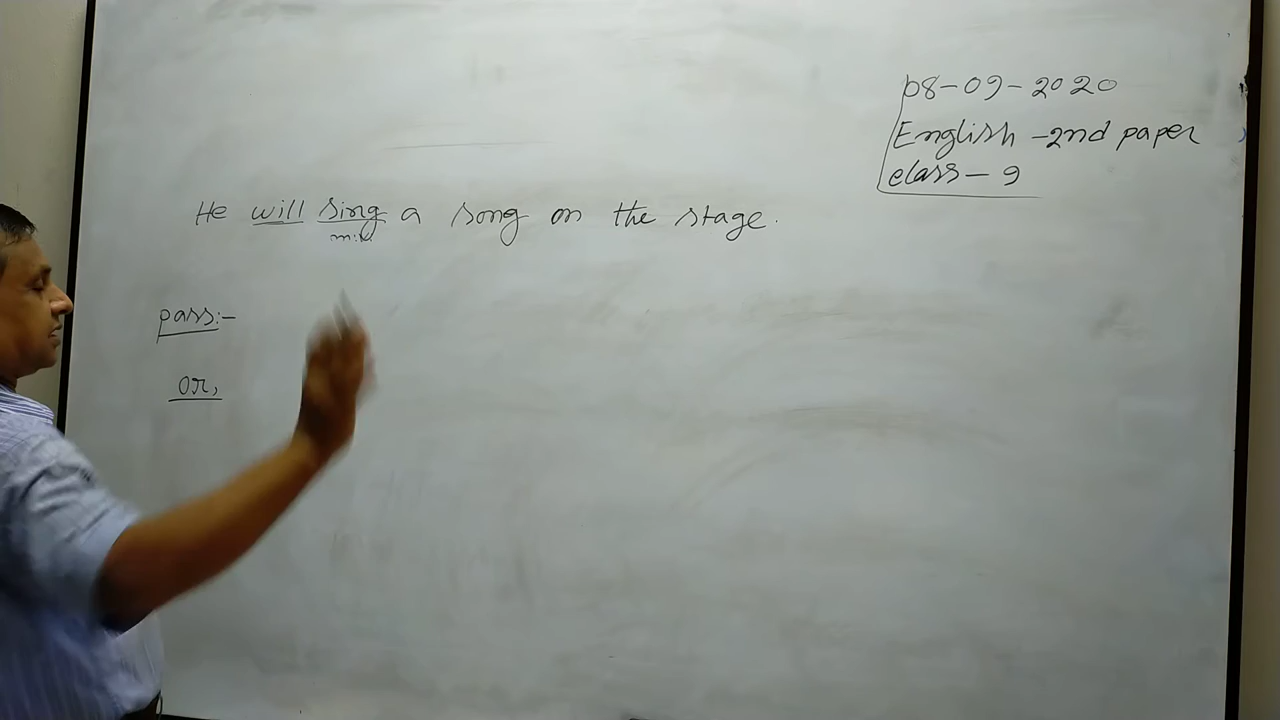 08-09-2020
English -2nd paper
class - 9
He will sing a song on the stage.
m.v.
pass:-
or,